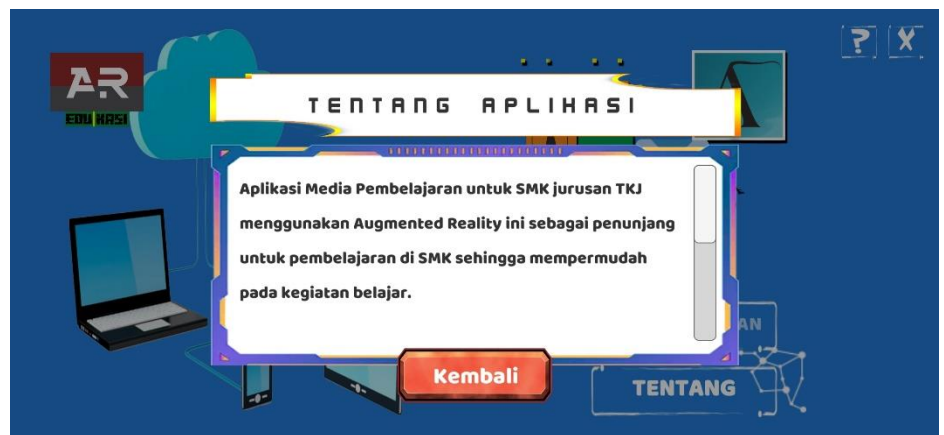 AR
EDUKASI
? X
TENTANG APLIKASI
Aplikasi Media Pembelajaran untuk SMK jurusan TKJ
menggunakan Augmented Reality ini sebagai penunjang
untuk pembelajaran di SMK sehingga mempermudah
pada kegiatan belajar.
AN
Kembali
TENTANG